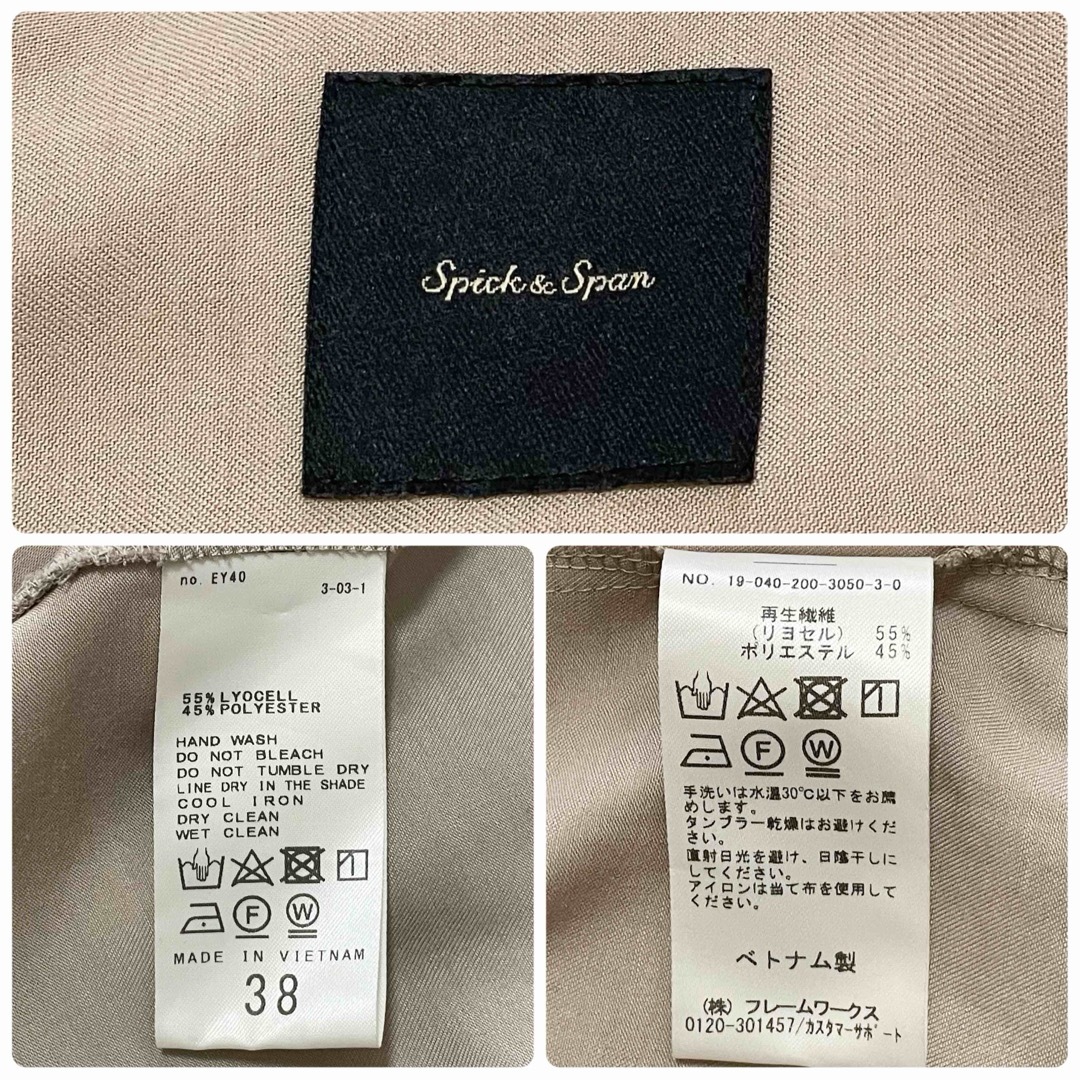 Spick & Span
no. EY40
3-03-1
55% LYOCELL
45% POLYESTER
HAND WASH
DO NOT BLEACH
DO NOT TUMBLE DRY
LINE DRY IN THE SHADE
COOL IRON
DRY CLEAN
WET CLEAN
F W
MADE IN VIETNAM
38
NO. 19-040-200-3050-3-0
再生繊維
(リヨセル) 55%
ポリエステル 45%
F W
手洗いは水温30℃以下をお薦
めします。
タンブラー乾燥はお避けくだ
さい。
直射日光を避け、日陰干しに
してください。
アイロンは当て布を使用して
ください。
ベトナム製
(株) フレームワークス
0120-301457/カスタマーサポート